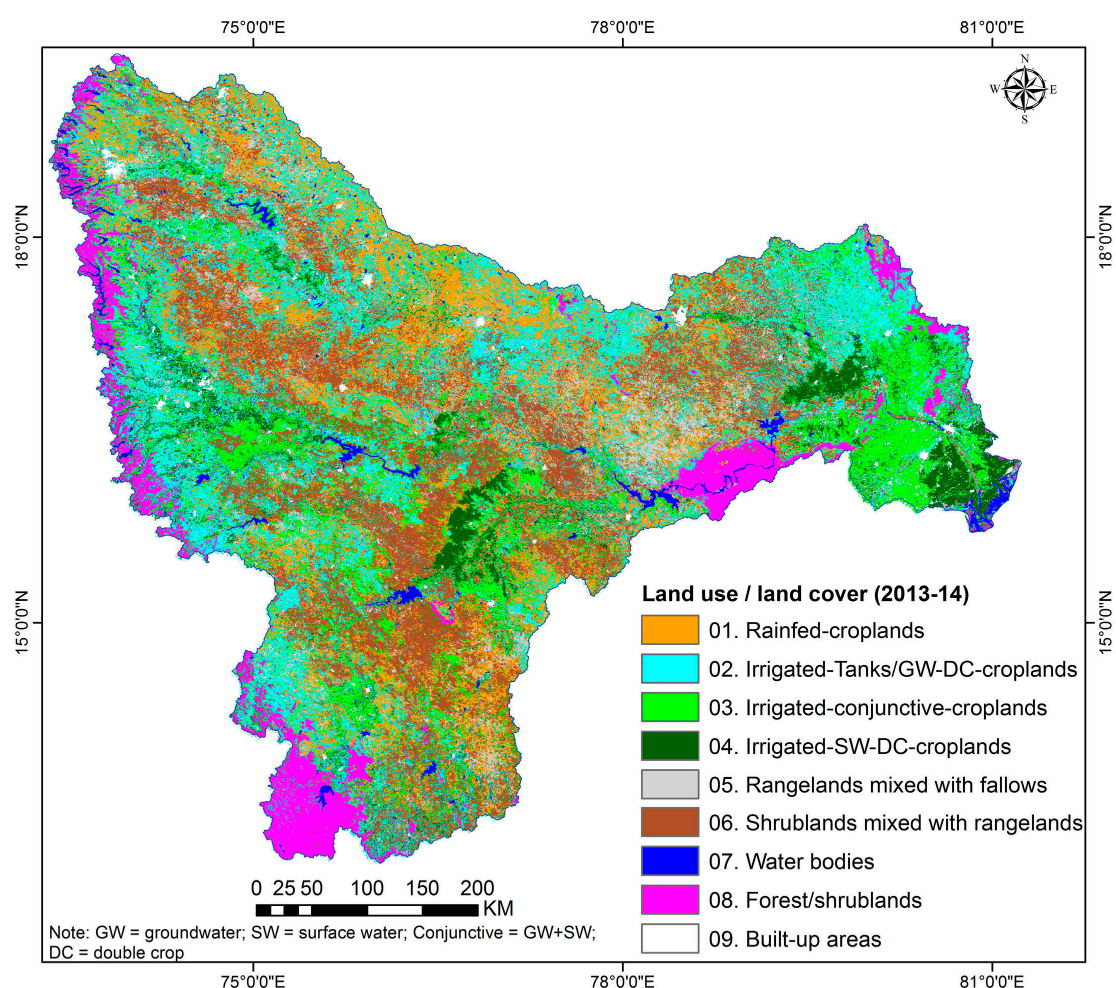 75°0'0"E 78°0'0"E 81°0'0"E
N
W E
S
18°0'0"N 18°0'0"N
15°0'0"N 15°0'0"N
Land use / land cover (2013-14)
01. Rainfed-croplands
02. Irrigated-Tanks/GW-DC-croplands
03. Irrigated-conjunctive-croplands
04. Irrigated-SW-DC-croplands
05. Rangelands mixed with fallows
06. Shrublands mixed with rangelands
07. Water bodies
08. Forest/shrublands
09. Built-up areas
0 25 50 100 150 200
KM
Note: GW = groundwater; SW = surface water; Conjunctive = GW+SW;
DC = double crop
75°0'0"E 78°0'0"E 81°0'0"E